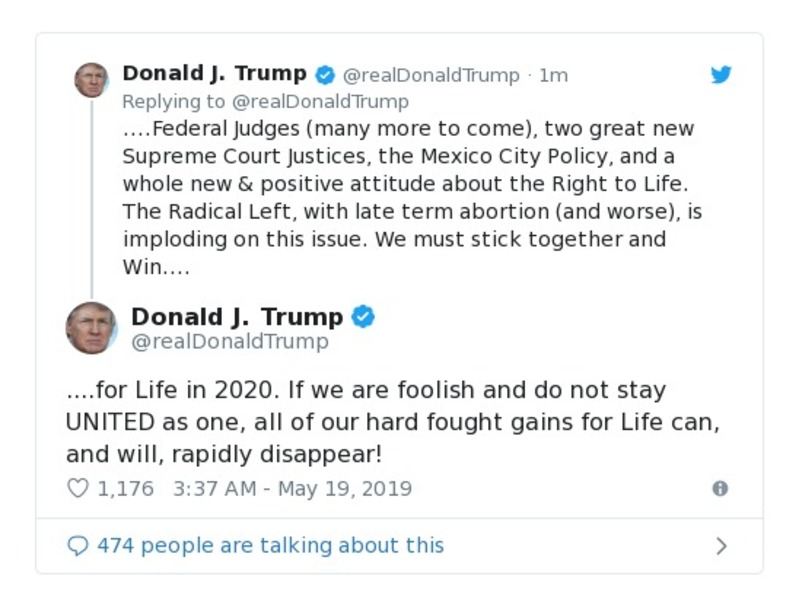 Donald J. Trump @realDonaldTrump · 1m
Replying to @realDonaldTrump
....Federal Judges (many more to come), two great new
Supreme Court Justices, the Mexico City Policy, and a
whole new & positive attitude about the Right to Life.
The Radical Left, with late term abortion (and worse), is
imploding on this issue. We must stick together and
Win....
Donald J. Trump
@realDonaldTrump
....for Life in 2020. If we are foolish and do not stay
UNITED as one, all of our hard fought gains for Life can,
and will, rapidly disappear!
1,176 3:37 AM - May 19, 2019
474 people are talking about this